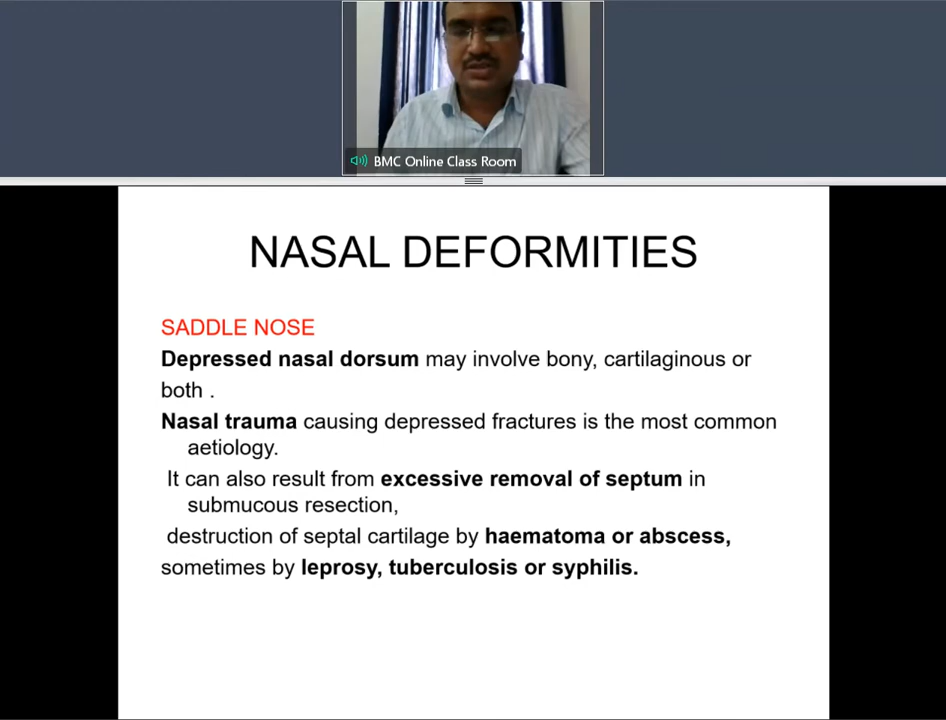 BMC Online Class Room
NASAL DEFORMITIES
SADDLE NOSE
Depressed nasal dorsum may involve bony, cartilaginous or
both .
Nasal trauma causing depressed fractures is the most common
aetiology.
It can also result from excessive removal of septum in
submucous resection,
destruction of septal cartilage by haematoma or abscess,
sometimes by leprosy, tuberculosis or syphilis.